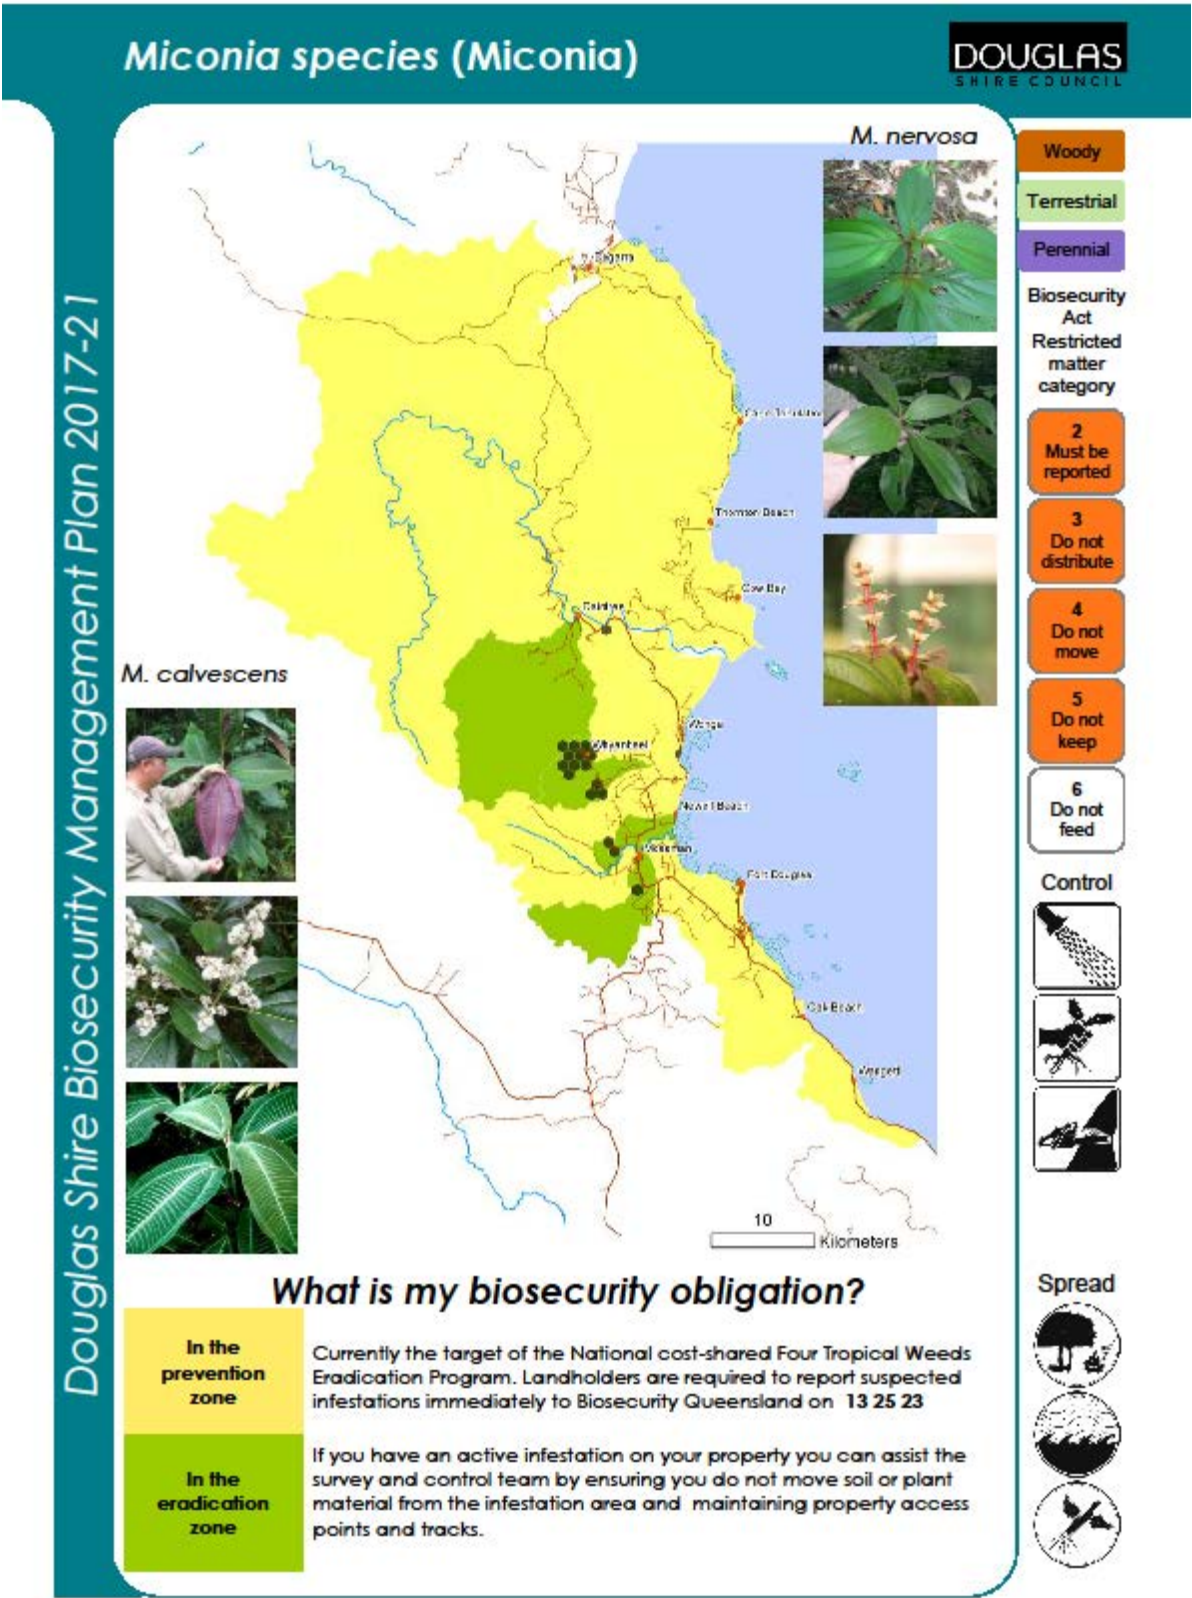 Miconia species (Miconia)
DOUGLAS
SHIRE COUNCIL
Douglas Shire Biosecurity Management Plan 2017-21
M. nervosa
Woody
Terrestrial
Perennial
Biosecurity
Act
Restricted
matter
category
2
Must be
reported
3
Do not
distribute
4
Do not
move
5
Do not
keep
6
Do not
feed
Control
Spread
Degarra
Thornton Beach
Cow Bay
Daintree
M. calvescens
Wonga
Whyanbeel
Newell Beach
Mossman
Port Douglas
Oak Beach
Wangetti
10
Kilometers
What is my biosecurity obligation?
In the
prevention
zone
Currently the target of the National cost-shared Four Tropical Weeds
Eradication Program. Landholders are required to report suspected
infestations immediately to Biosecurity Queensland on 13 25 23
In the
eradication
zone
If you have an active infestation on your property you can assist the
survey and control team by ensuring you do not move soil or plant
material from the infestation area and maintaining property access
points and tracks.